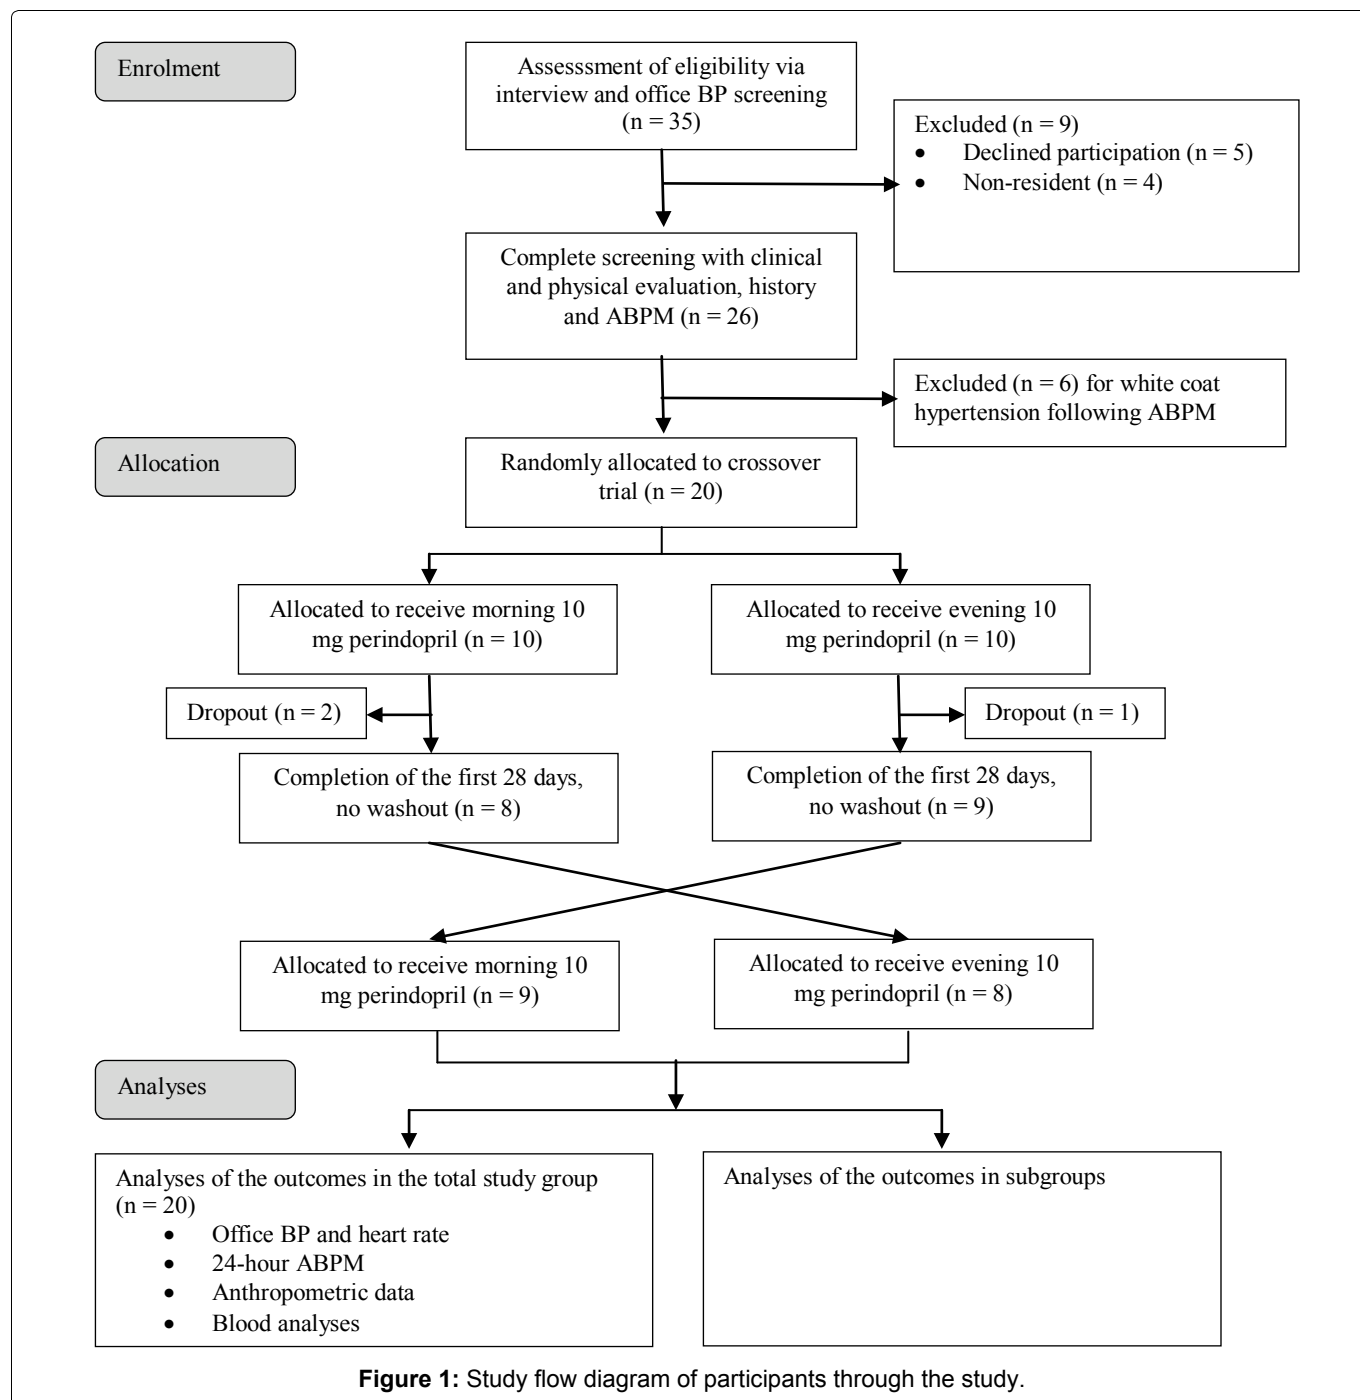 Enrolment
Assesssment of eligibility via
interview and office BP screening
(n = 35)
Excluded (n = 9)
• Declined participation (n = 5)
• Non-resident (n = 4)
Complete screening with clinical
and physical evaluation, history
and ABPM (n = 26)
Excluded (n = 6) for white coat
hypertension following ABPM
Allocation
Randomly allocated to crossover
trial (n = 20)
Allocated to receive morning 10
mg perindopril (n = 10)
Allocated to receive evening 10
mg perindopril (n = 10)
Dropout (n = 2)
Dropout (n = 1)
Completion of the first 28 days,
no washout (n = 8)
Completion of the first 28 days,
no washout (n = 9)
Allocated to receive morning 10
mg perindopril (n = 9)
Allocated to receive evening 10
mg perindopril (n = 8)
Analyses
Analyses of the outcomes in the total study group
(n = 20)
• Office BP and heart rate
• 24-hour ABPM
• Anthropometric data
• Blood analyses
Analyses of the outcomes in subgroups
Figure 1: Study flow diagram of participants through the study.